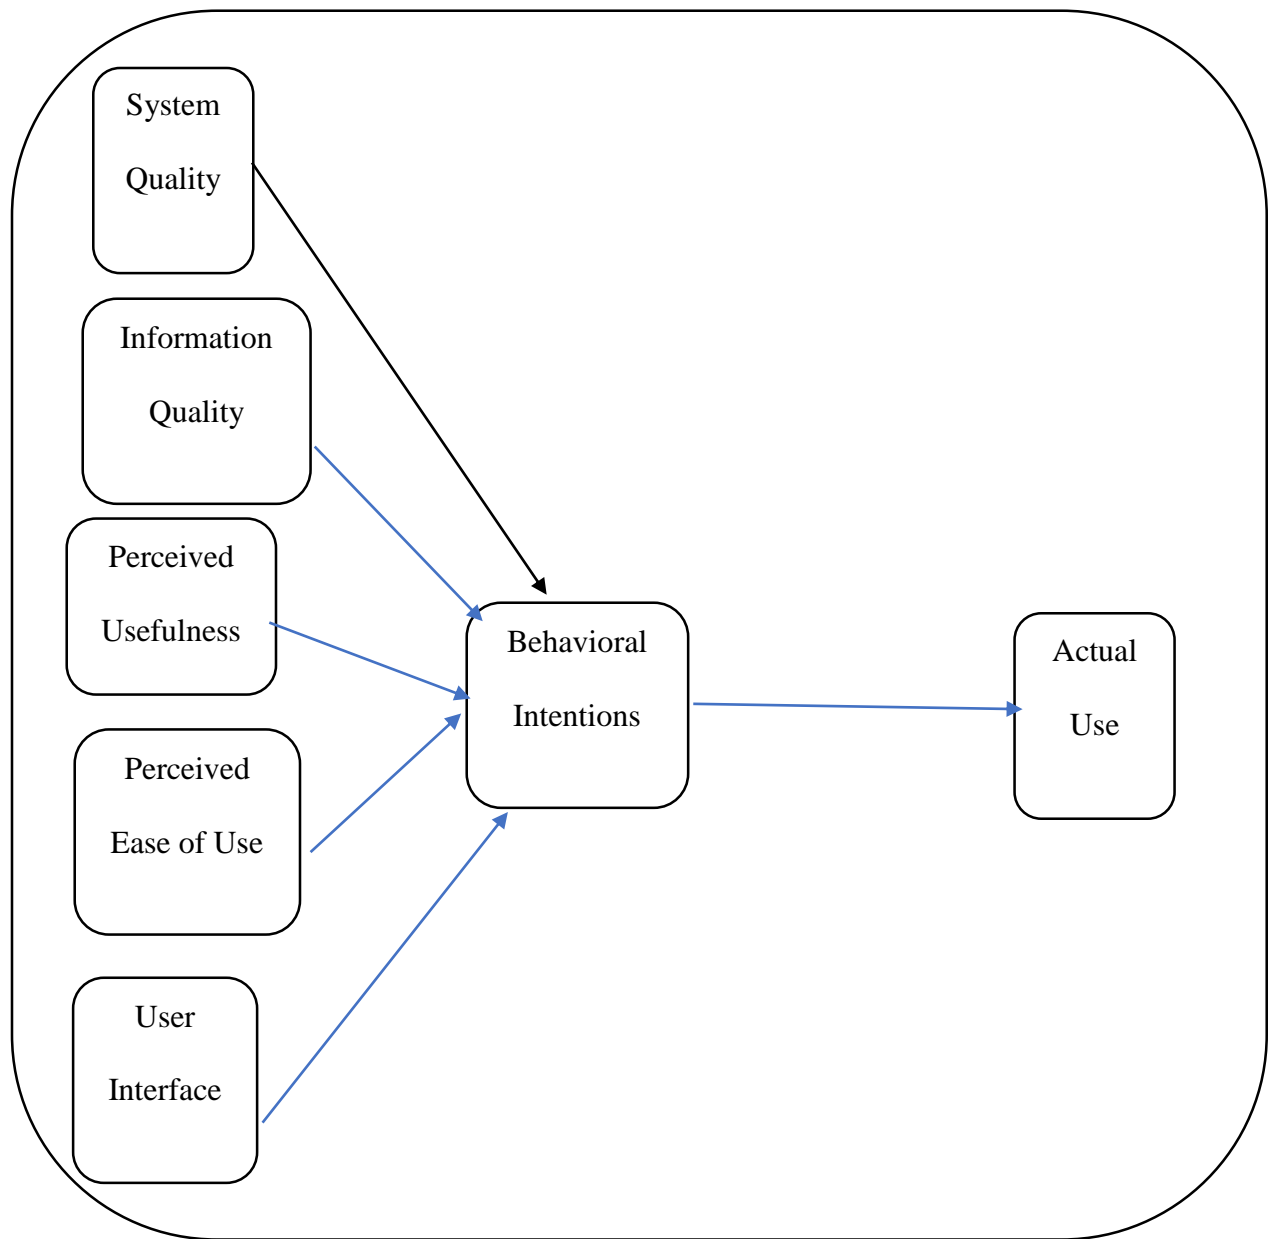 System
Quality
Information
Quality
Perceived
Usefulness
Perceived
Ease of Use
User
Interface
Behavioral
Intentions
Actual
Use